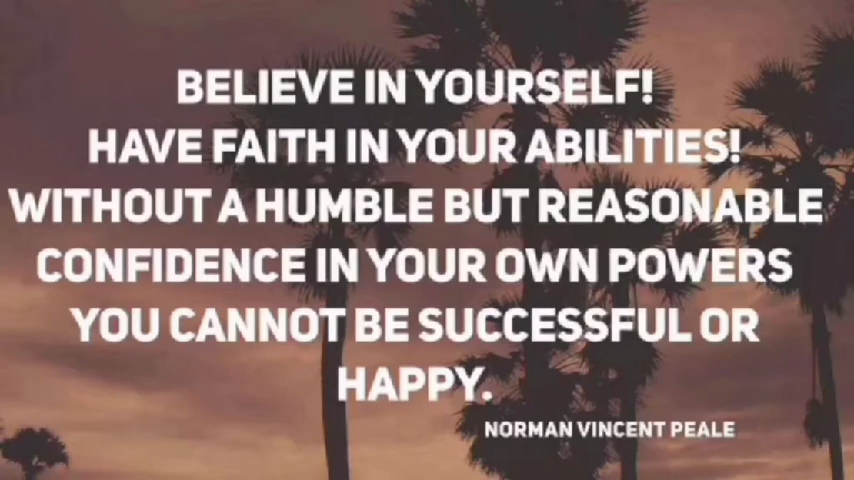 BELIEVE IN YOURSELF!
HAVE FAITH IN YOUR ABILITIES!
WITHOUT A HUMBLE BUT REASONABLE
CONFIDENCE IN YOUR OWN POWERS
YOU CANNOT BE SUCCESSFUL OR
HAPPY.
NORMAN VINCENT PEALE